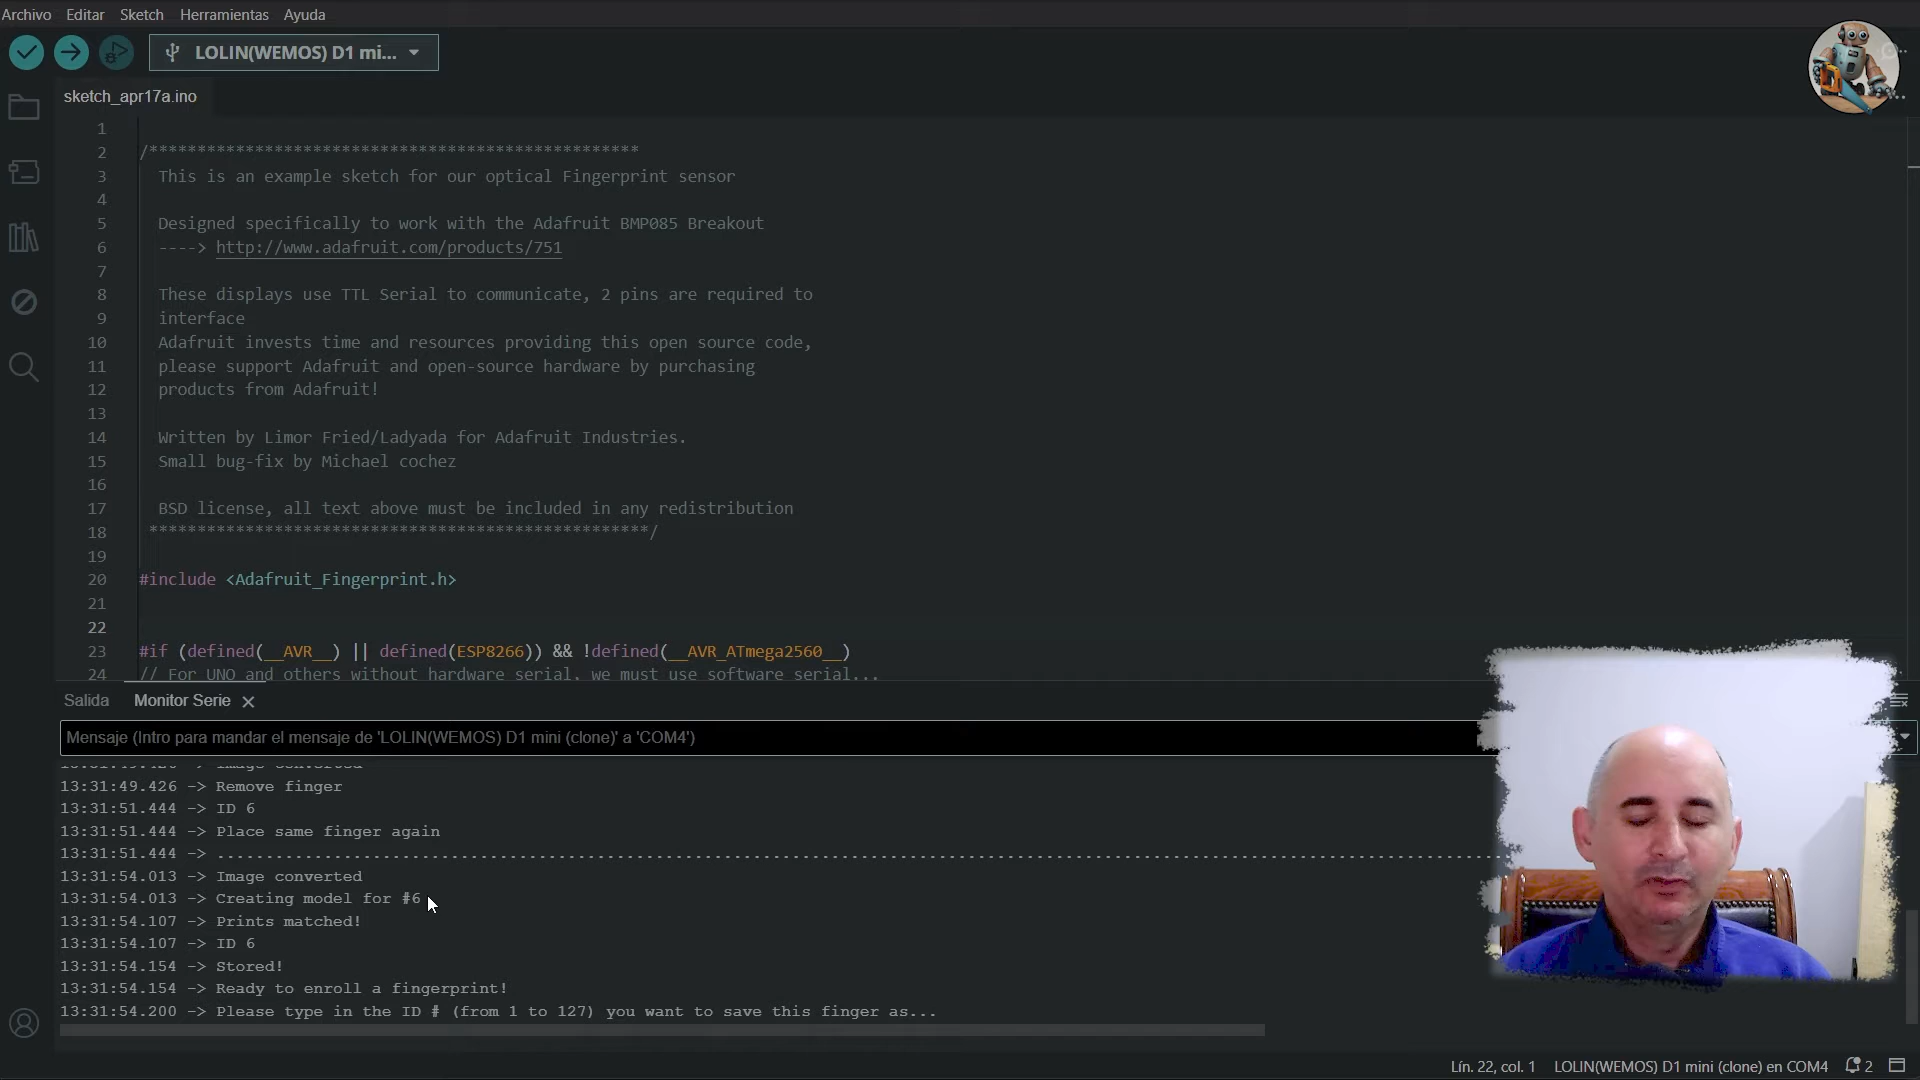 Archivo Editar Sketch Herramientas Ayuda
LOLIN(WEMOS) D1 mi...
sketch_apr17a.ino
1
2 /***************************************************
3 This is an example sketch for our optical Fingerprint sensor
4
5 Designed specifically to work with the Adafruit BMP085 Breakout
6 ----> http://www.adafruit.com/products/751
7
8 These displays use TTL Serial to communicate, 2 pins are required to
9 interface
10 Adafruit invests time and resources providing this open source code,
11 please support Adafruit and open-source hardware by purchasing
12 products from Adafruit!
13
14 Written by Limor Fried/Ladyada for Adafruit Industries.
15 Small bug-fix by Michael cochez
16
17 BSD license, all text above must be included in any redistribution
18 ****************************************************/
19
20 #include <Adafruit_Fingerprint.h>
21
22
23 #if (defined(__AVR__) || defined(ESP8266)) && !defined(__AVR_ATmega2560__)
24 // For UNO and others without hardware serial, we must use software serial...
Salida Monitor Serie
Mensaje (Intro para mandar el mensaje de 'LOLIN(WEMOS) D1 mini (clone)' a 'COM4')
13:31:49.426 -> Remove finger
13:31:51.444 -> ID 6
13:31:51.444 -> Place same finger again
13:31:51.444 -> ......................................................................................................................................
13:31:54.013 -> Image converted
13:31:54.013 -> Creating model for #6
13:31:54.107 -> Prints matched!
13:31:54.107 -> ID 6
13:31:54.154 -> Stored!
13:31:54.154 -> Ready to enroll a fingerprint!
13:31:54.200 -> Please type in the ID # (from 1 to 127) you want to save this finger as...
Lín. 22, col. 1 LOLIN(WEMOS) D1 mini (clone) en COM4 2